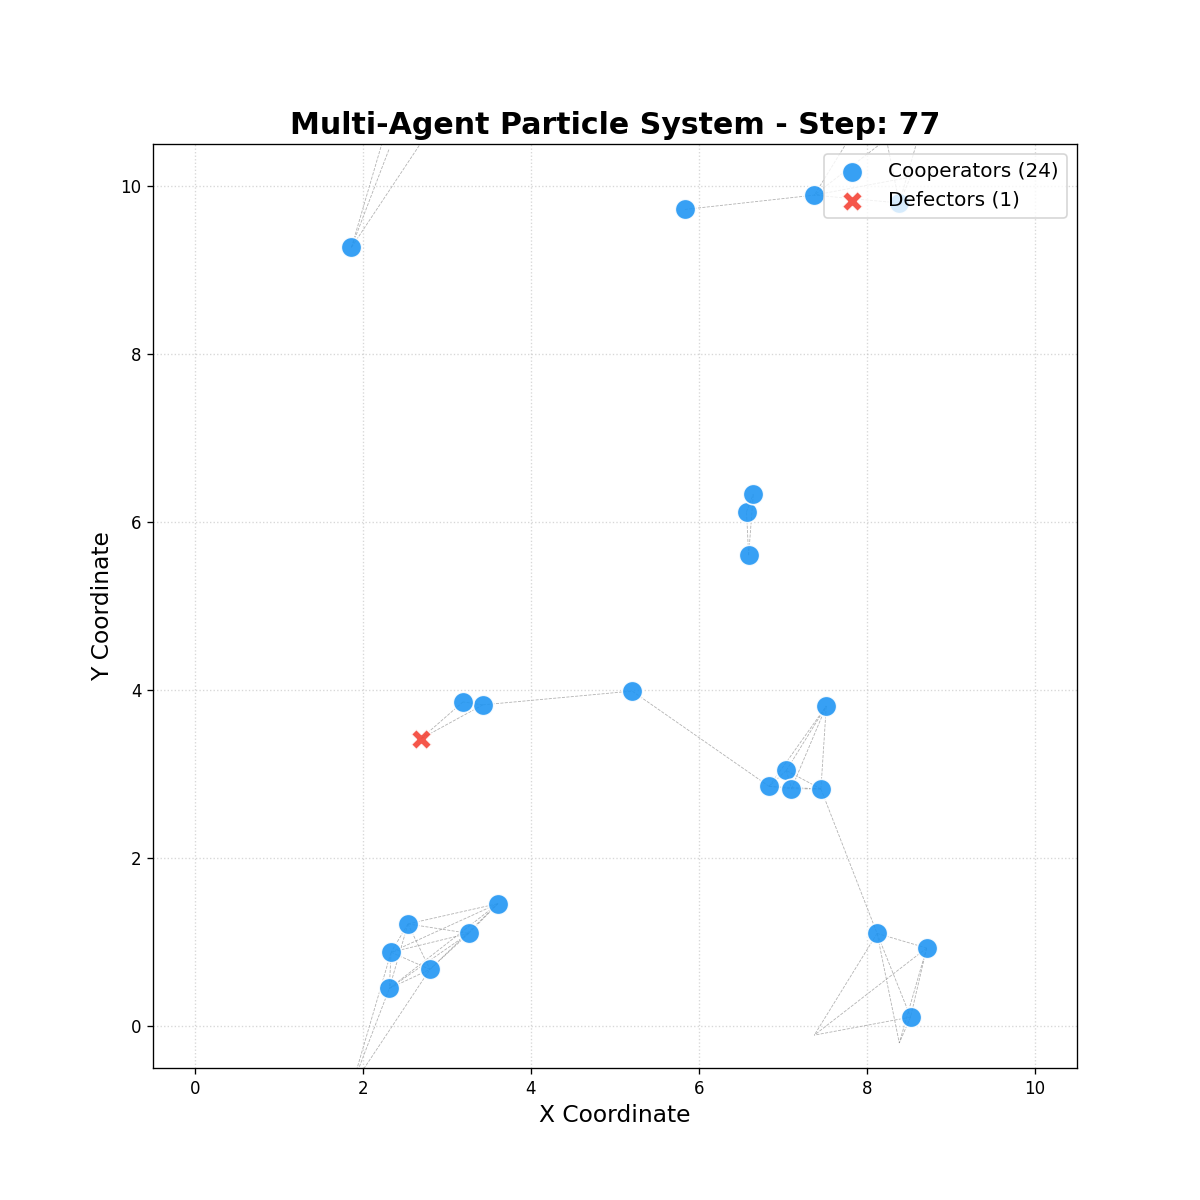 Multi-Agent Particle System - Step: 77
Cooperators (24)
Defectors (1)
Y Coordinate
10
8
6
4
2
0
0 2 4 6 8 10
X Coordinate